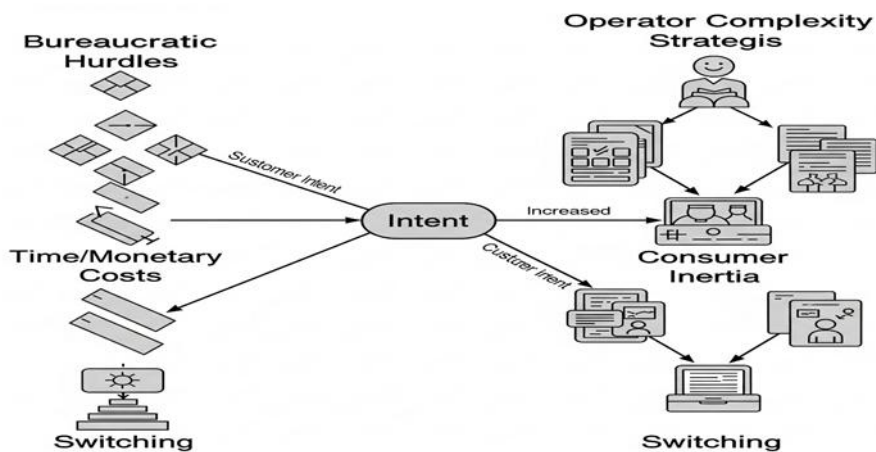 Bureaucratic
Hurdles
Operator Complexity
Strategis
Sustomer Intent
Intent
Increased
Custurer Intent
Time/Monetary
Costs
Consumer
Inertia
Switching
Switching